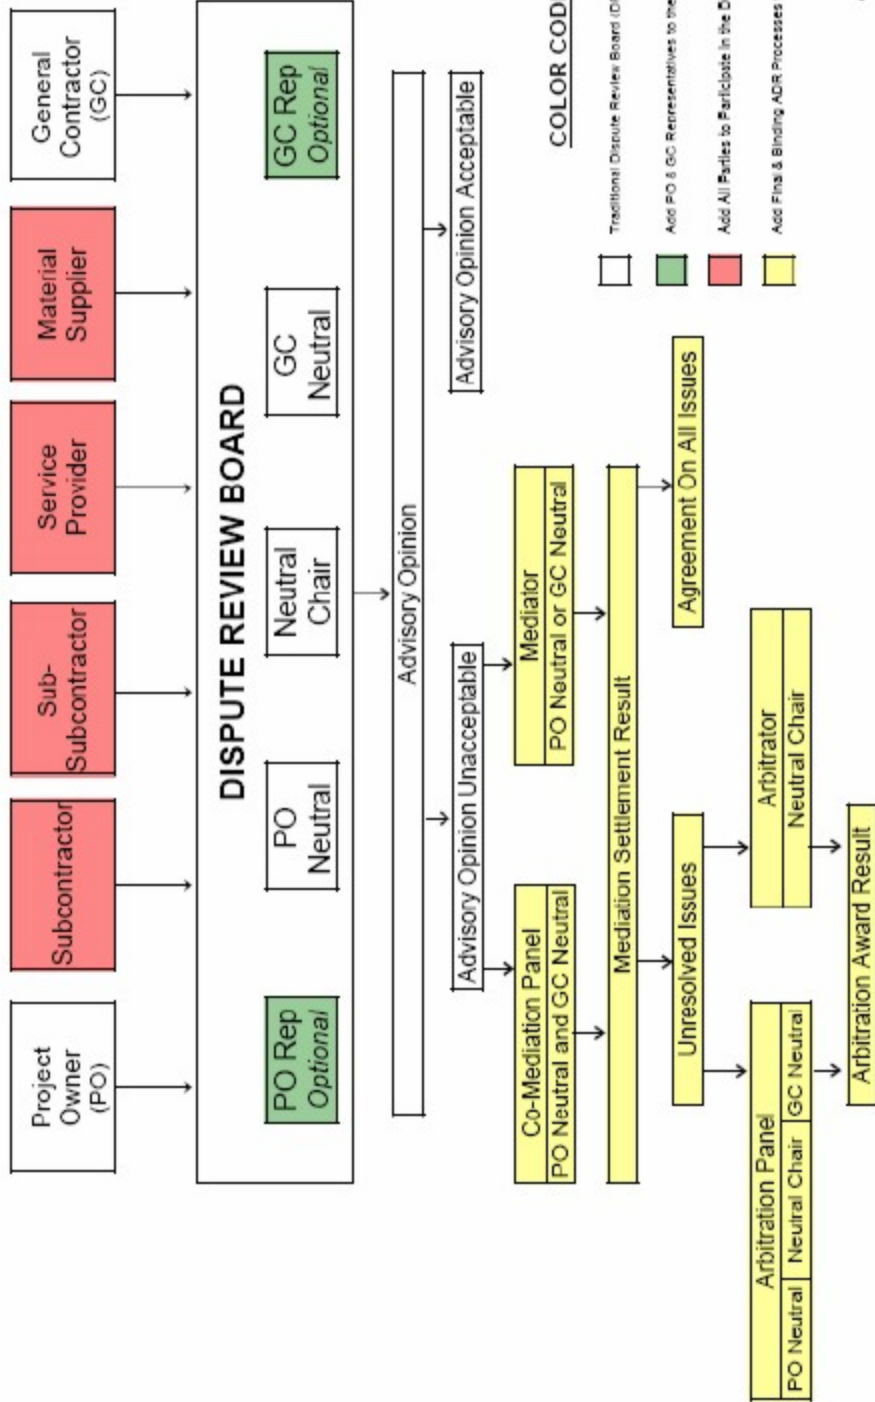 Project
Owner
(PO)
Subcontractor
Sub-
Subcontractor
Service
Provider
Material
Supplier
General
Contractor
(GC)
DISPUTE REVIEW BOARD
PO Rep
Optional
PO
Neutral
Neutral
Chair
GC
Neutral
GC Rep
Optional
Advisory Opinion
Advisory Opinion Unacceptable
Advisory Opinion Acceptable
Co-Mediation Panel
PO Neutral and GC Neutral
Mediator
PO Neutral or GC Neutral
Mediation Settlement Result
Unresolved Issues
Agreement On All Issues
Arbitration Panel
PO Neutral
Neutral Chair
GC Neutral
Arbitrator
Neutral Chair
Arbitration Award Result
COLOR COD
Traditional Dispute Review Board (D
Add PO & GC Representatives to the
Add All Parties to Participate in the D
Add Final & Binding ADR Processes